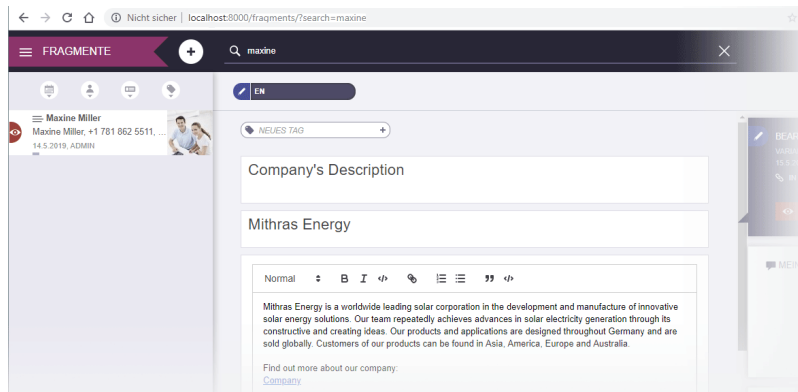 Nicht sicher | localhost:8000/fragments/?search=maxine
FRAGMENTE
maxine
EN
Maxine Miller
Maxine Miller, +1 781 862 5511, ...
14.5.2019, ADMIN
NEUES TAG
Company's Description
Mithras Energy
Normal
Mithras Energy is a worldwide leading solar corporation in the development and manufacture of innovative
solar energy solutions. Our team repeatedly achieves advances in solar electricity generation through its
constructive and creating ideas. Our products and applications are designed throughout Germany and are
sold globally. Customers of our products can be found in Asia, America, Europe and Australia.
Find out more about our company:
Company